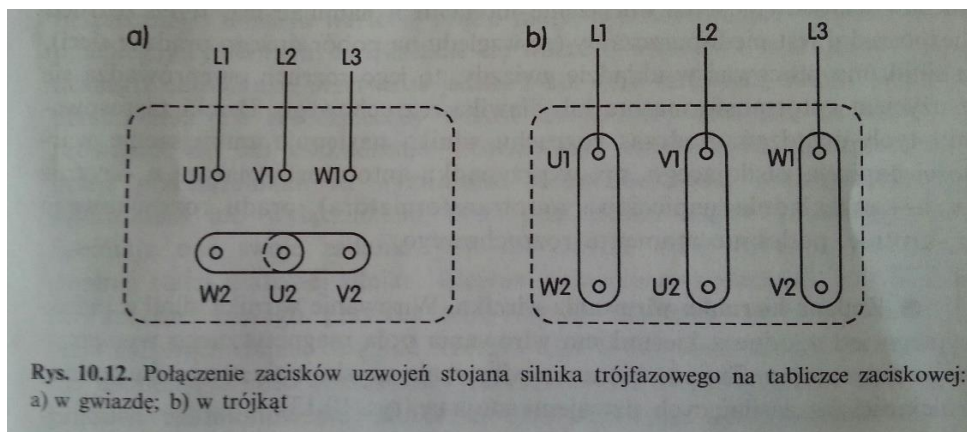 a)
b)
L1 L2 L3
L1 L2 L3
U1 V1 W1
U1 V1 W1
W2 U2 V2
W2 U2 V2
Rys. 10.12. Połączenie zacisków uzwojeń stojana silnika trójfazowego na tabliczce zaciskowej:
a) w gwiazdę; b) w trójkąt